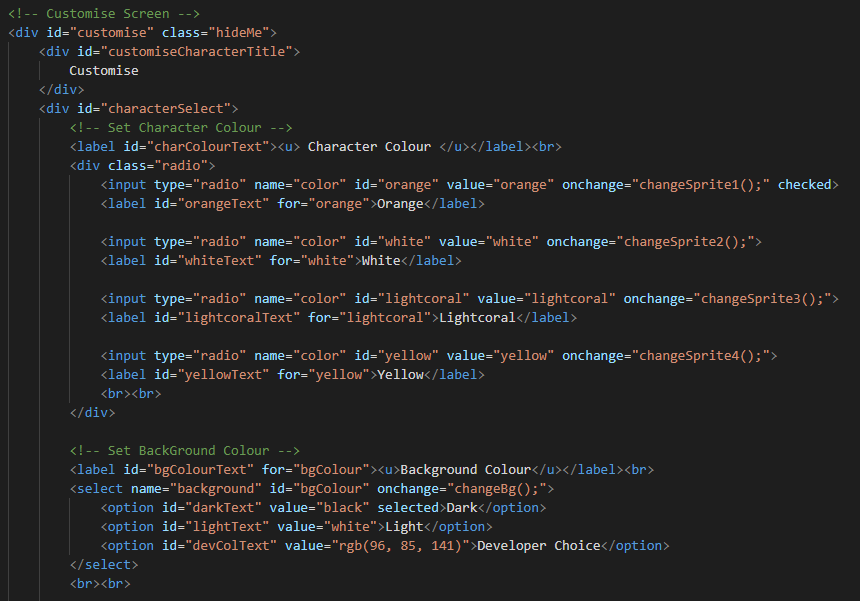 <!-- Customise Screen -->
<div id="customise" class="hideMe">
    <div id="customiseCharacterTitle">
        Customise
    </div>
    <div id="characterSelect">
        <!-- Set Character Colour -->
        <label id="charColourText"><u> Character Colour </u></label><br>
        <div class="radio">
            <input type="radio" name="color" id="orange" value="orange" onchange="changeSprite1();" checked>
            <label id="orangeText" for="orange">Orange</label>

            <input type="radio" name="color" id="white" value="white" onchange="changeSprite2();">
            <label id="whiteText" for="white">White</label>

            <input type="radio" name="color" id="lightcoral" value="lightcoral" onchange="changeSprite3();">
            <label id="lightcoralText" for="lightcoral">Lightcoral</label>

            <input type="radio" name="color" id="yellow" value="yellow" onchange="changeSprite4();">
            <label id="yellowText" for="yellow">Yellow</label>
            <br><br>
        </div>

        <!-- Set BackGround Colour -->
        <label id="bgColourText" for="bgColour"><u>Background Colour</u></label><br>
        <select name="background" id="bgColour" onchange="changeBg();">
            <option id="darkText" value="black" selected>Dark</option>
            <option id="lightText" value="white">Light</option>
            <option id="devColText" value="rgb(96, 85, 141)">Developer Choice</option>
        </select>
        <br><br>